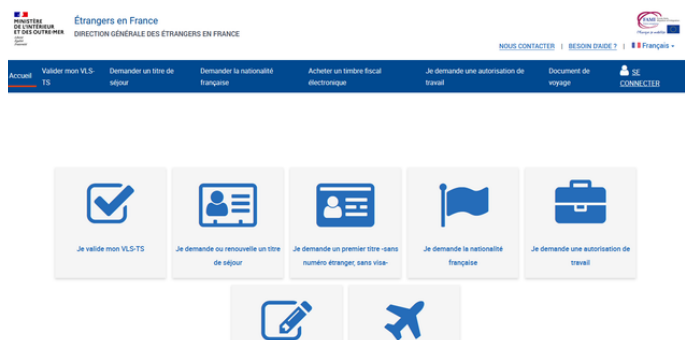 MINISTÈRE
DE L'INTÉRIEUR
ET DES OUTRE-MER
Étrangers en France
DIRECTION GÉNÉRALE DES ÉTRANGERS EN FRANCE
NOUS CONTACTER | BESOIN D'AIDE ? | Français
Accueil
Valider mon VLS-
TS
Demander un titre de
séjour
Demander la nationalité
française
Acheter un timbre fiscal
électronique
Je demande une autorisation de
travail
Document de
voyage
SE
CONNECTER
Je valide mon VLS-TS
Je demande ou renouvelle un titre
de séjour
Je demande un premier titre -sans
numéro étranger, sans visa-
Je demande la nationalité
française
Je demande une autorisation de
travail